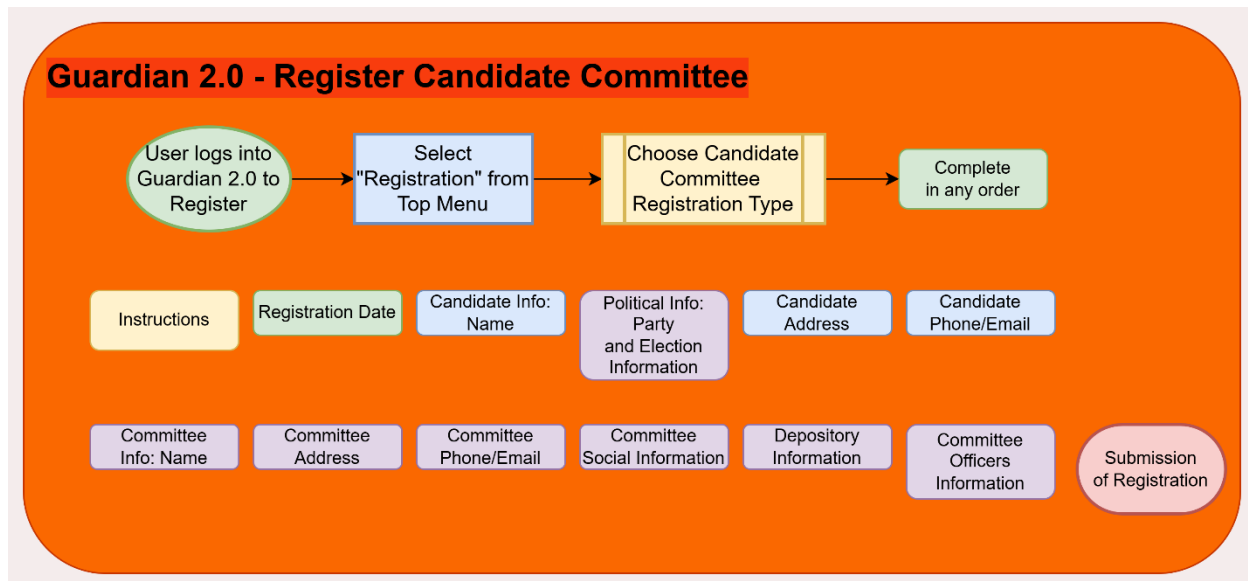 Guardian 2.0 - Register Candidate Committee
User logs into
Guardian 2.0 to
Register
Select
"Registration" from
Top Menu
Choose Candidate
Committee
Registration Type
Complete
in any order
Instructions
Registration Date
Candidate Info:
Name
Political Info:
Party
and Election
Information
Candidate
Address
Candidate
Phone/Email
Committee
Info: Name
Committee
Address
Committee
Phone/Email
Committee
Social Information
Depository
Information
Committee
Officers
Information
Submission
of Registration